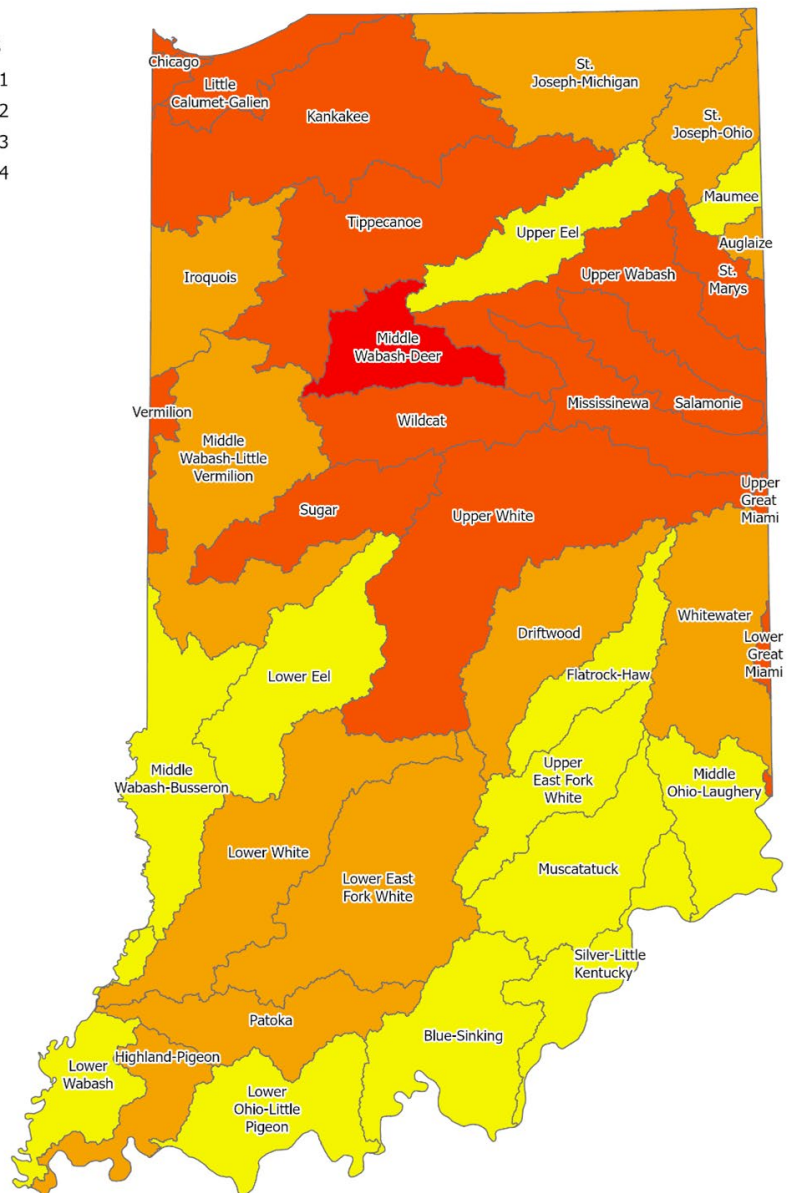 1
2
3
4
Chicago
Little
Calumet-Galien
Kankakee
St.
Joseph-Michigan
St.
Joseph-Ohio
Maumee
Auglaize
Tippecanoe
Upper Eel
Iroquois
Upper Wabash
St.
Marys
Middle
Wabash-Deer
Vermilion
Middle
Wabash-Little
Vermilion
Wildcat
Mississinewa
Salamonie
Sugar
Upper White
Upper
Great
Miami
Driftwood
Whitewater
Lower
Great
Miami
Flatrock-Haw
Lower Eel
Middle
Wabash-Busseron
Upper
East Fork
White
Middle
Ohio-Laughery
Lower White
Lower East
Fork White
Muscatatuck
Silver-Little
Kentucky
Patoka
Blue-Sinking
Highland-Pigeon
Lower
Wabash
Lower
Ohio-Little
Pigeon